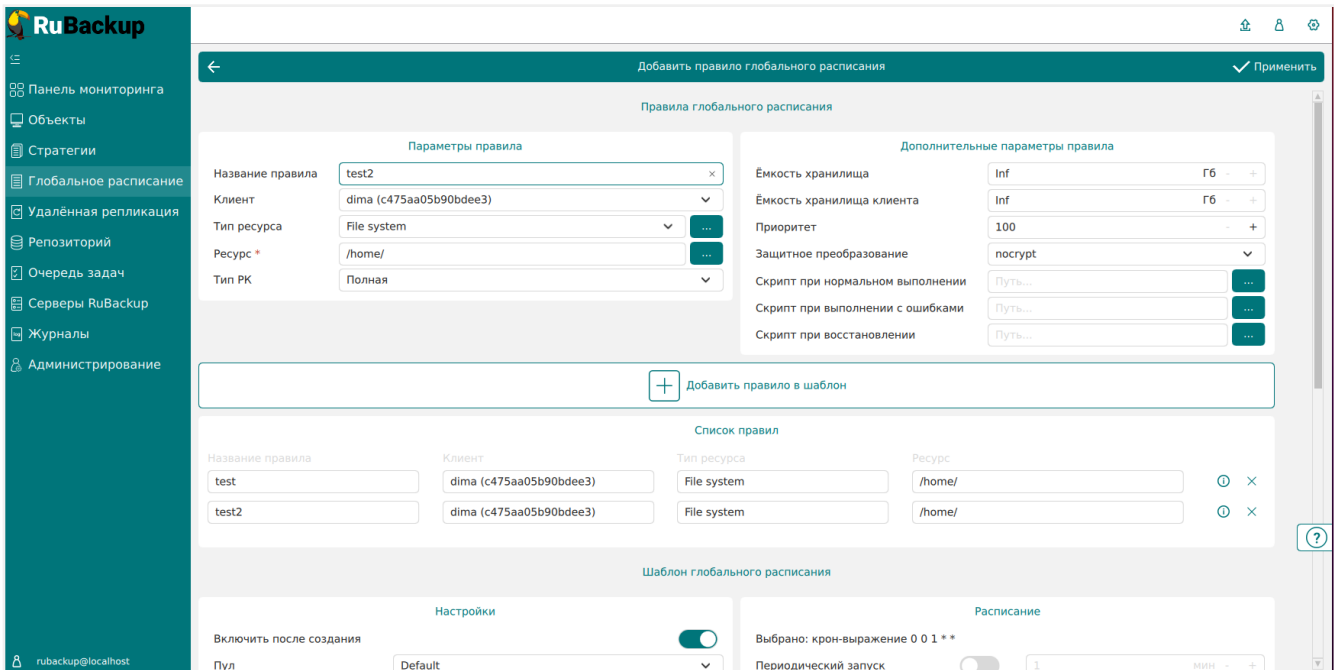 RuBackup
Панель мониторинга
Объекты
Стратегии
Глобальное расписание
Удалённая репликация
Репозиторий
Очередь задач
Серверы RuBackup
Журналы
Администрирование
rubackup@localhost
Добавить правило глобального расписания
Применить
Правила глобального расписания
Параметры правила
Название правила test2
Клиент dima (c475aa05b90bdee3)
Тип ресурса File system ...
Ресурс * /home/ ...
Тип РК Полная
Дополнительные параметры правила
Ёмкость хранилища Inf Гб - +
Ёмкость хранилища клиента Inf Гб - +
Приоритет 100 - +
Защитное преобразование nocrypt
Скрипт при нормальном выполнении Путь... ...
Скрипт при выполнении с ошибками Путь... ...
Скрипт при восстановлении Путь... ...
Добавить правило в шаблон
Список правил
Название правила Клиент Тип ресурса Ресурс
test dima (c475aa05b90bdee3) File system /home/
test2 dima (c475aa05b90bdee3) File system /home/
?
Шаблон глобального расписания
Настройки
Включить после создания
Пул Default
Расписание
Выбрано: крон-выражение 0 0 1 * *
Периодический запуск 1 мин - +